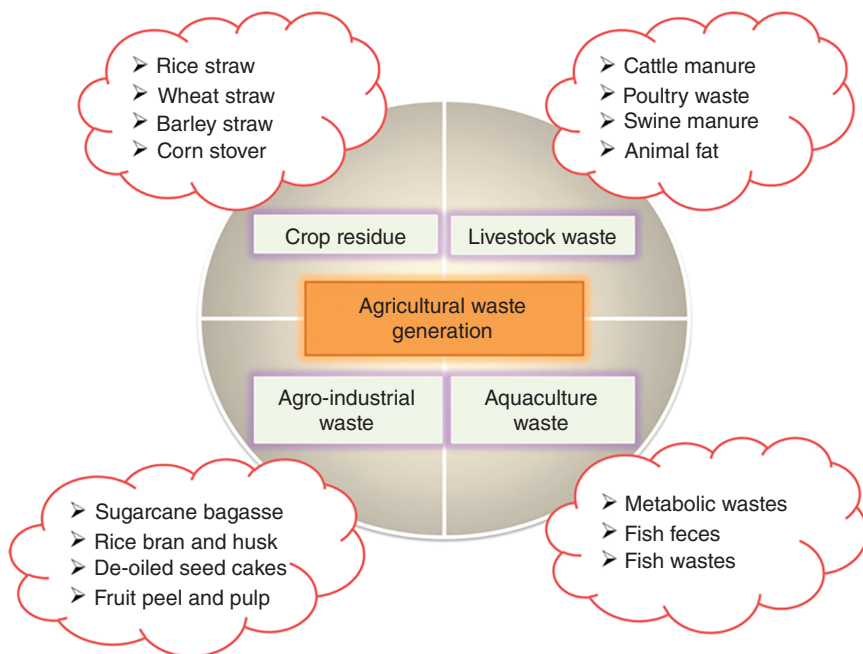 ➢ Rice straw
➢ Wheat straw
➢ Barley straw
➢ Corn stover
➢ Cattle manure
➢ Poultry waste
➢ Swine manure
➢ Animal fat
Crop residue
Livestock waste
Agricultural waste
generation
Agro-industrial
waste
Aquaculture
waste
➢ Sugarcane bagasse
➢ Rice bran and husk
➢ De-oiled seed cakes
➢ Fruit peel and pulp
➢ Metabolic wastes
➢ Fish feces
➢ Fish wastes